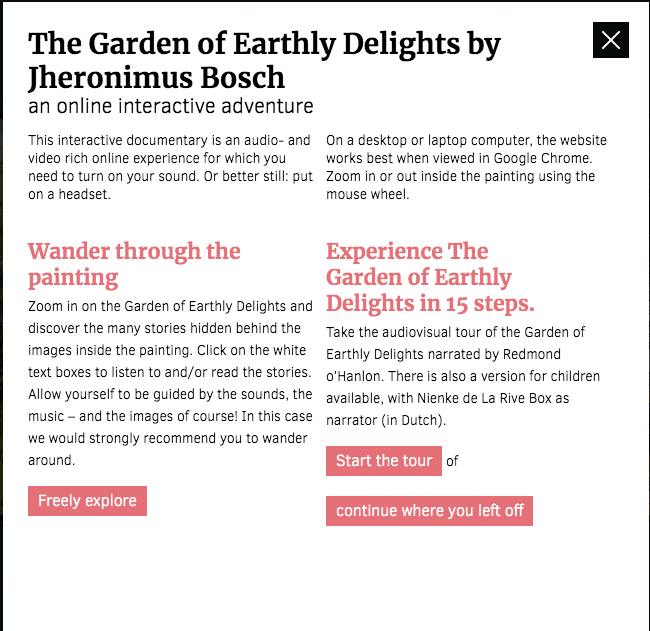 The Garden of Earthly Delights by
Jheronimus Bosch
an online interactive adventure
This interactive documentary is an audio- and
video rich online experience for which you
need to turn on your sound. Or better still: put
on a headset.
On a desktop or laptop computer, the website
works best when viewed in Google Chrome.
Zoom in or out inside the painting using the
mouse wheel.
Wander through the
painting
Zoom in on the Garden of Earthly Delights and
discover the many stories hidden behind the
images inside the painting. Click on the white
text boxes to listen to and/or read the stories.
Allow yourself to be guided by the sounds, the
music – and the images of course! In this case
we would strongly recommend you to wander
around.
Freely explore
Experience The
Garden of Earthly
Delights in 15 steps.
Take the audiovisual tour of the Garden of
Earthly Delights narrated by Redmond
o'Hanlon. There is also a version for children
available, with Nienke de La Rive Box as
narrator (in Dutch).
Start the tour of
continue where you left off